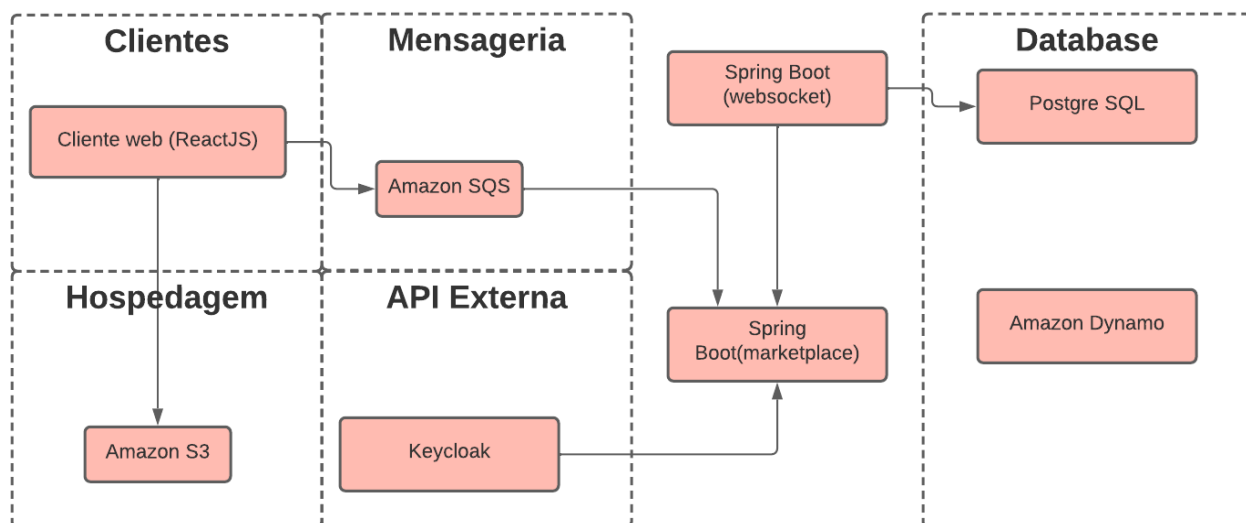 Clientes
Mensageria
Database
Spring Boot
(websocket)
Postgre SQL
Cliente web (ReactJS)
Amazon SQS
Hospedagem
API Externa
Spring
Boot(marketplace)
Amazon Dynamo
Amazon S3
Keycloak